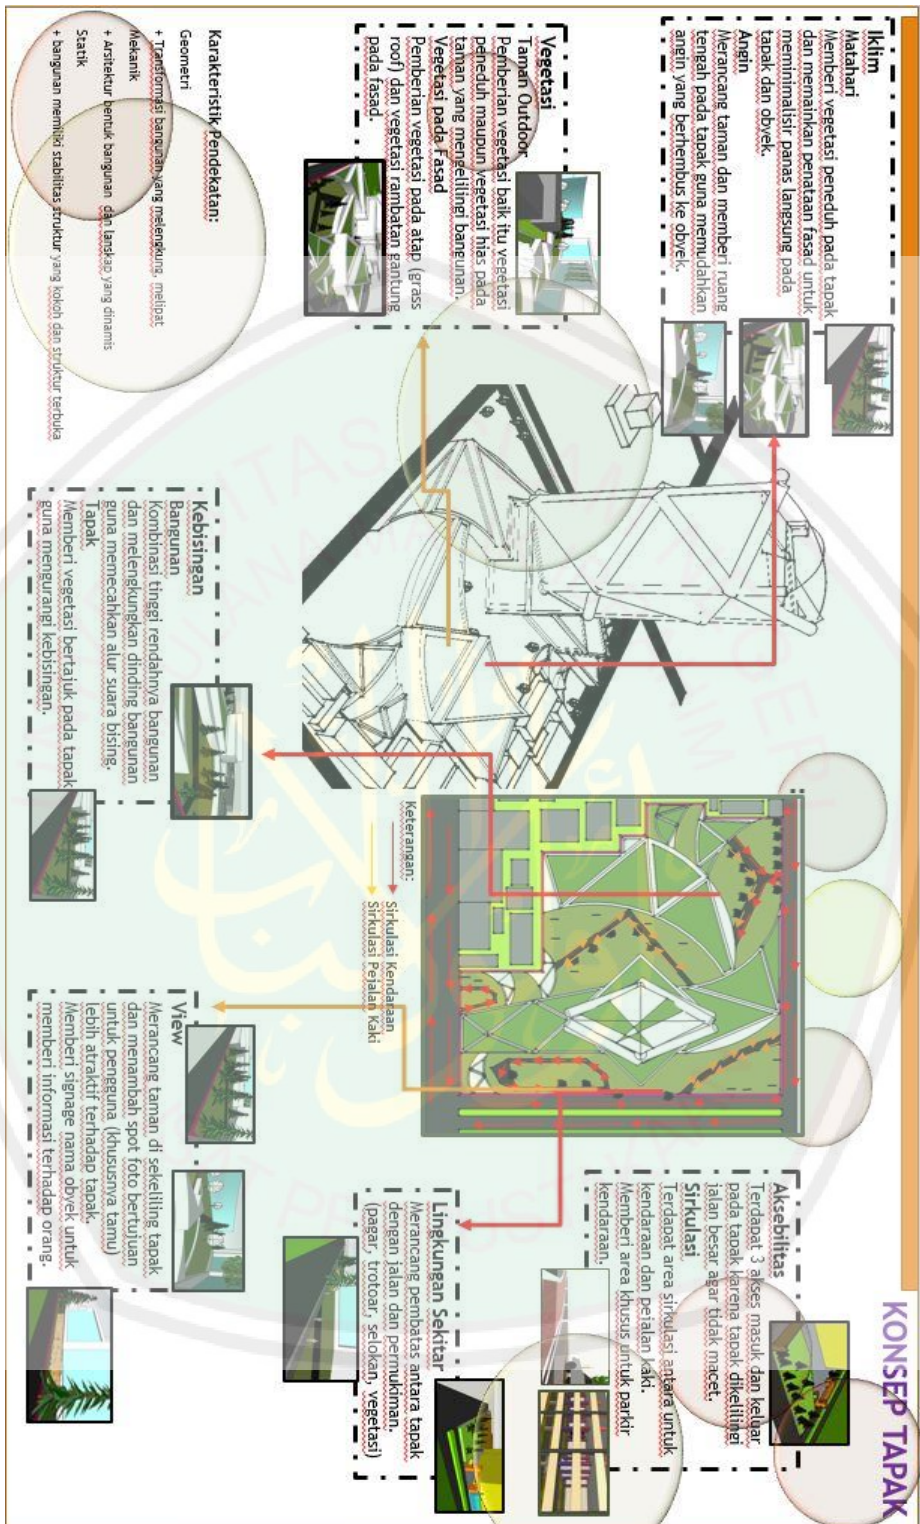 KONSEP TAPAK
Iklim
Matahari
Memberi vegetasi peneduh pada tapak
dan memainkan penataan fasad untuk
meminimalisir panas langsung pada
tapak dan obyek.
Angin
Merancang taman dan memberi ruang
tengah pada tapak guna memudahkan
angin yang berhembus ke obyek.
Vegetasi
Taman Outdoor
Pemberian vegetasi baik itu vegetasi
peneduh maupun vegetasi hias pada
taman yang mengelilingi bangunan.
Vegetasi pada Fasad
Pemberian vegetasi pada atap (grass
roof) dan vegetasi rambatan gantung
pada fasad.
Karakteristik Pendekatan:
Geometri
+ Transformasi bangunan yang melengkung, melipat
Mekanik
+ Arsitektur bentuk bangunan dan lanskap yang dinamis
Statik
+ bangunan memiliki stabilitas struktur yang kokoh dan struktur terbuka
Kebisingan
Bangunan
Kombinasi tinggi rendahnya bangunan
dan melengkungkan dinding bangunan
guna memecahkan alur suara bising.
Tapak
Memberi vegetasi bertajuk pada tapak
guna mengurangi kebisingan.
Keterangan:
Sirkulasi Kendaraan
Sirkulasi Pejalan Kaki
View
Merancang taman di sekeliling tapak
dan menambah spot foto bertujuan
untuk pengguna (khususnya tamu)
lebih atraktif terhadap tapak.
Memberi signage nama obyek untuk
memberi informasi terhadap orang.
Aksebilitas
Terdapat 3 akses masuk dan keluar
pada tapak karena tapak dikelilingi
jalan besar agar tidak macet.
Sirkulasi
Terdapat area sirkulasi antara untuk
kendaraan dan pejalan kaki.
Memberi area khusus untuk parkir
kendaraan.
Lingkungan Sekitar
Merancang pembatas antara tapak
dengan jalan dan permukiman.
(pagar, trotoar, selokan, vegetasi)